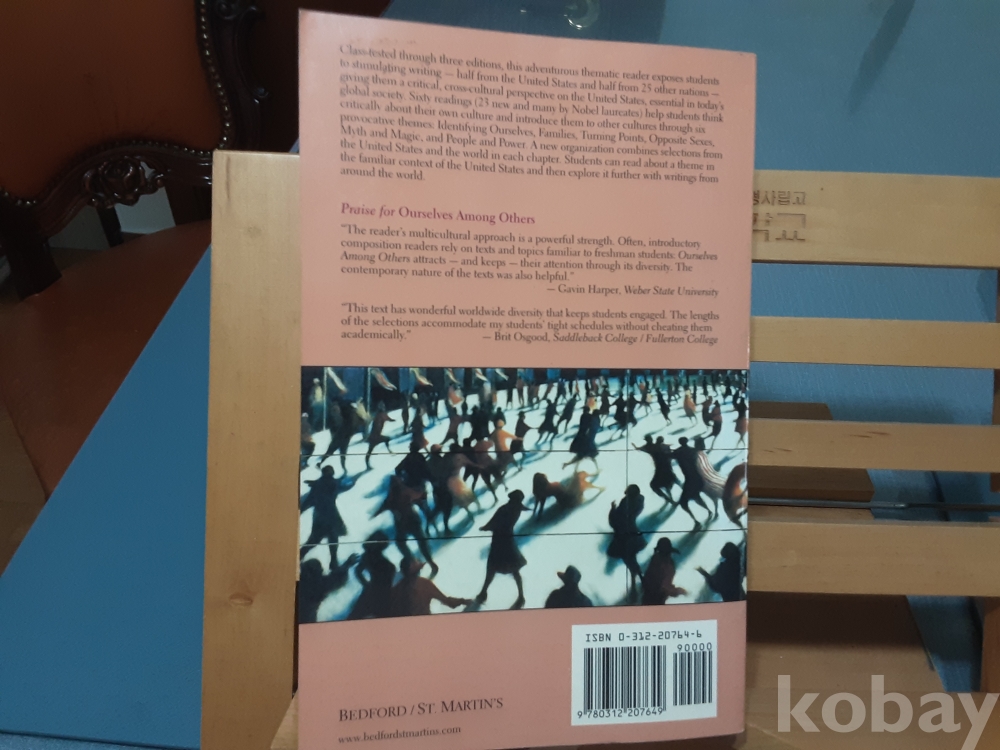 Class-tested through three editions, this adventurous thematic reader exposes students
to stimulating writing — half from the United States and half from 25 other nations —
giving them a critical, cross-cultural perspective on the United States, essential in today's
global society. Sixty readings (23 new and many by Nobel laureates) help students think
critically about their own culture and introduce them to other cultures through six
provocative themes: Identifying Ourselves, Families, Turning Points, Opposite Sexes,
Myth and Magic, and People and Power. A new organization combines selections from
the United States and the world in each chapter. Students can read about a theme in
the familiar context of the United States and then explore it further with writings from
around the world.
Praise for Ourselves Among Others
"The reader's multicultural approach is a powerful strength. Often, introductory
composition readers rely on texts and topics familiar to freshman students. Ourselves
Among Others attracts — and keeps — their attention through its diversity. The
contemporary nature of the texts was also helpful."
— Gavin Harper, Weber State University
"This text has wonderful worldwide diversity that keeps students engaged. The lengths
of the selections accommodate my students' tight schedules without cheating them
academically." — Brit Osgood, Saddleback College / Fullerton College
ISBN 0-312-20764-6
90000
9 780312 207649
BEDFORD / ST. MARTIN'S
www.bedfordstmartins.com
사립고
kobay